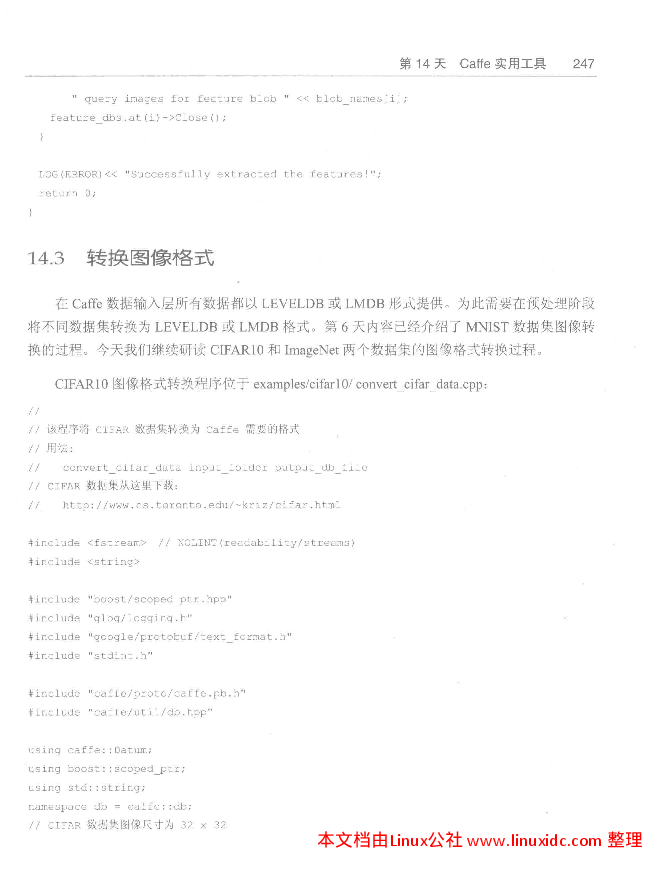 第 14 天 Caffe 实用工具 247
" query images for feature blob " << blob_names[i];
feature_dbs.at(i)->Close();
}
LOG(ERROR)<< "Successfully extracted the features!";
return 0;
}
14.3 转换图像格式
在 Caffe 数据输入层所有数据都以 LEVELDB 或 LMDB 形式提供。为此需要在预处理阶段
将不同数据集转换为 LEVELDB 或 LMDB 格式。第 6 天内容已经介绍了 MNIST 数据集图像转
换的过程。今天我们继续研读 CIFAR10 和 ImageNet 两个数据集的图像格式转换过程。
CIFAR10 图像格式转换程序位于 examples/cifar10/ convert_cifar_data.cpp:
//
// 该程序将 CIFAR 数据集转换为 Caffe 需要的格式
// 用法:
// convert_cifar_data input_folder output_db_file
// CIFAR 数据集从这里下载:
// http://www.cs.toronto.edu/~kriz/cifar.html
#include <fstream> // NOLINT(readability/streams)
#include <string>
#include "boost/scoped_ptr.hpp"
#include "glog/logging.h"
#include "google/protobuf/text_format.h"
#include "stdint.h"
#include "caffe/proto/caffe.pb.h"
#include "caffe/util/db.hpp"
using caffe::Datum;
using boost::scoped_ptr;
using std::string;
namespace db = caffe::db;
// CIFAR 数据集图像尺寸为 32 x 32
本文档由Linux公社 www.linuxidc.com 整理